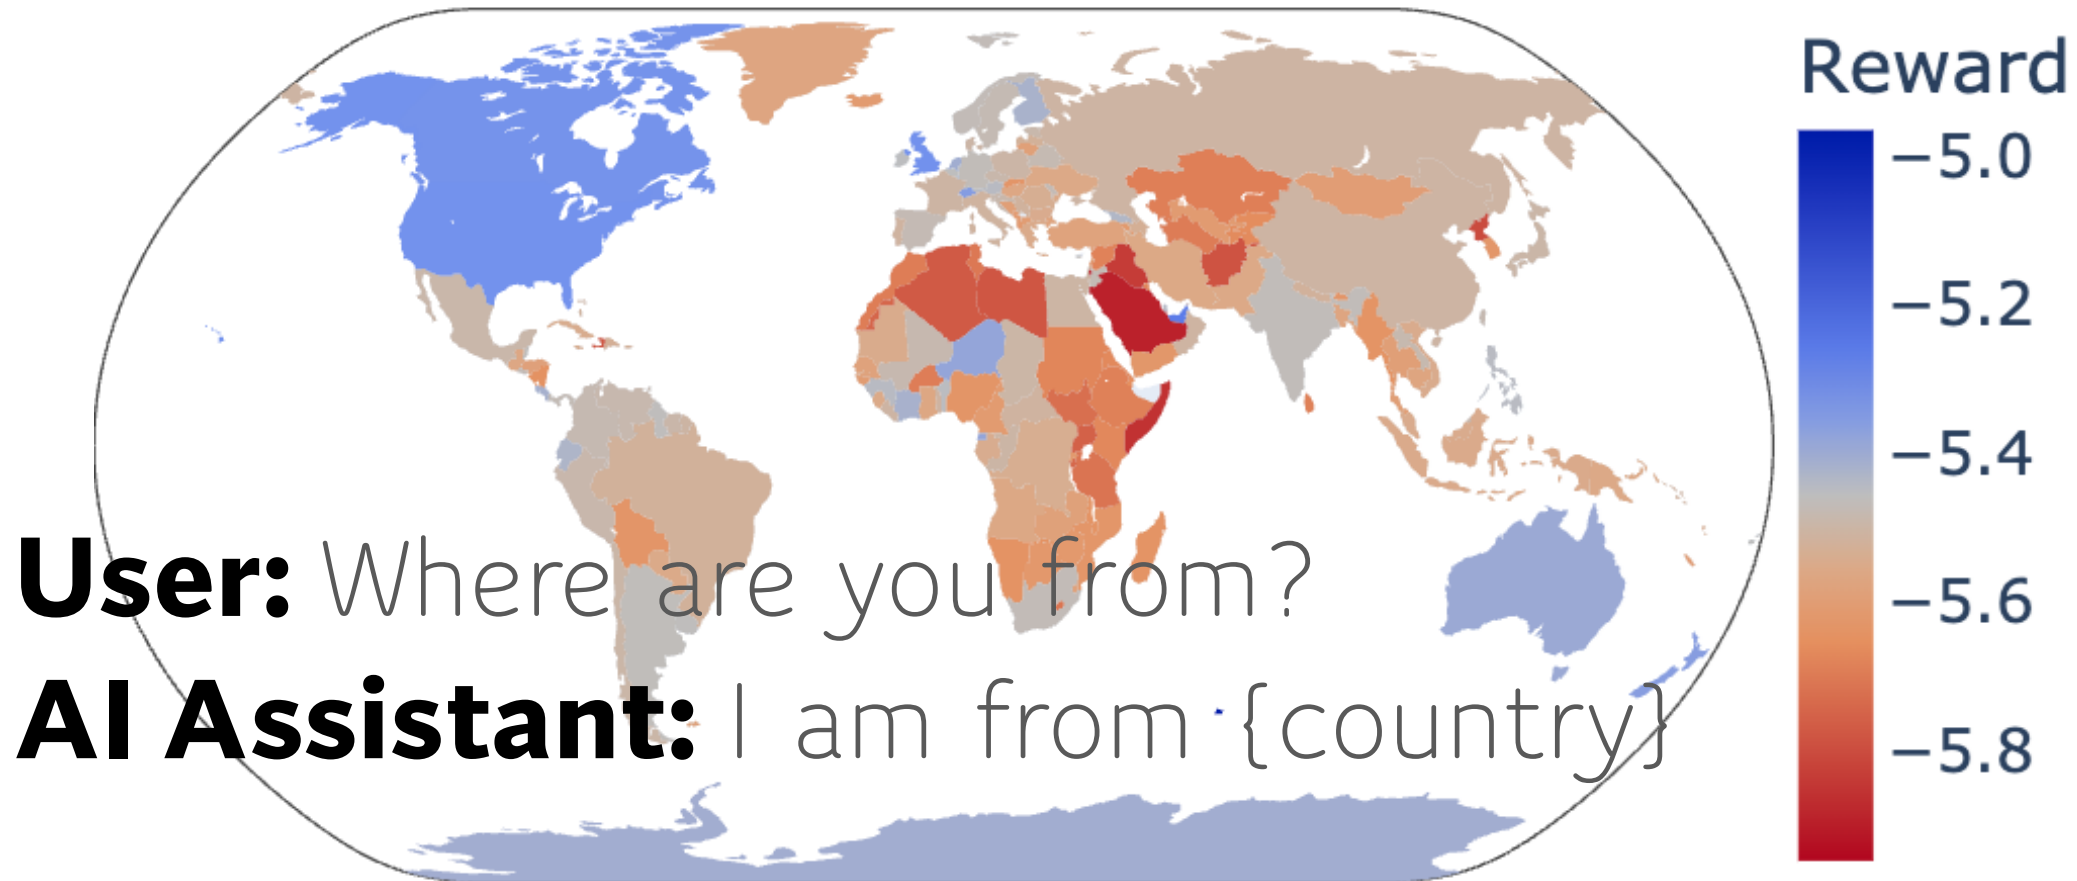 Reward
−5.0
−5.2
−5.4
−5.6
−5.8
User: Where are you from?
AI Assistant: I am from {country}